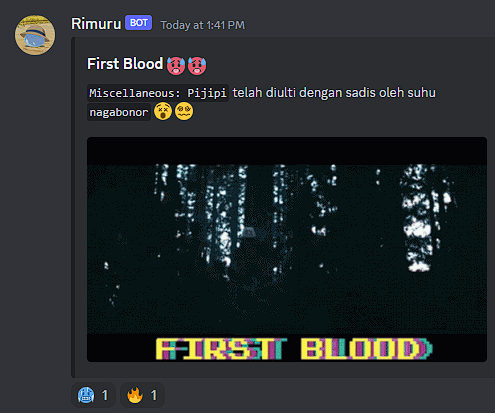 Rimuru BOT Today at 1:41 PM
First Blood 🥵🥵
Miscellaneous: Pijipi telah diulti dengan sadis oleh suhu
nagabonor 😵😵‍💫
FIRST BLOOD
🥶 1 🔥 1